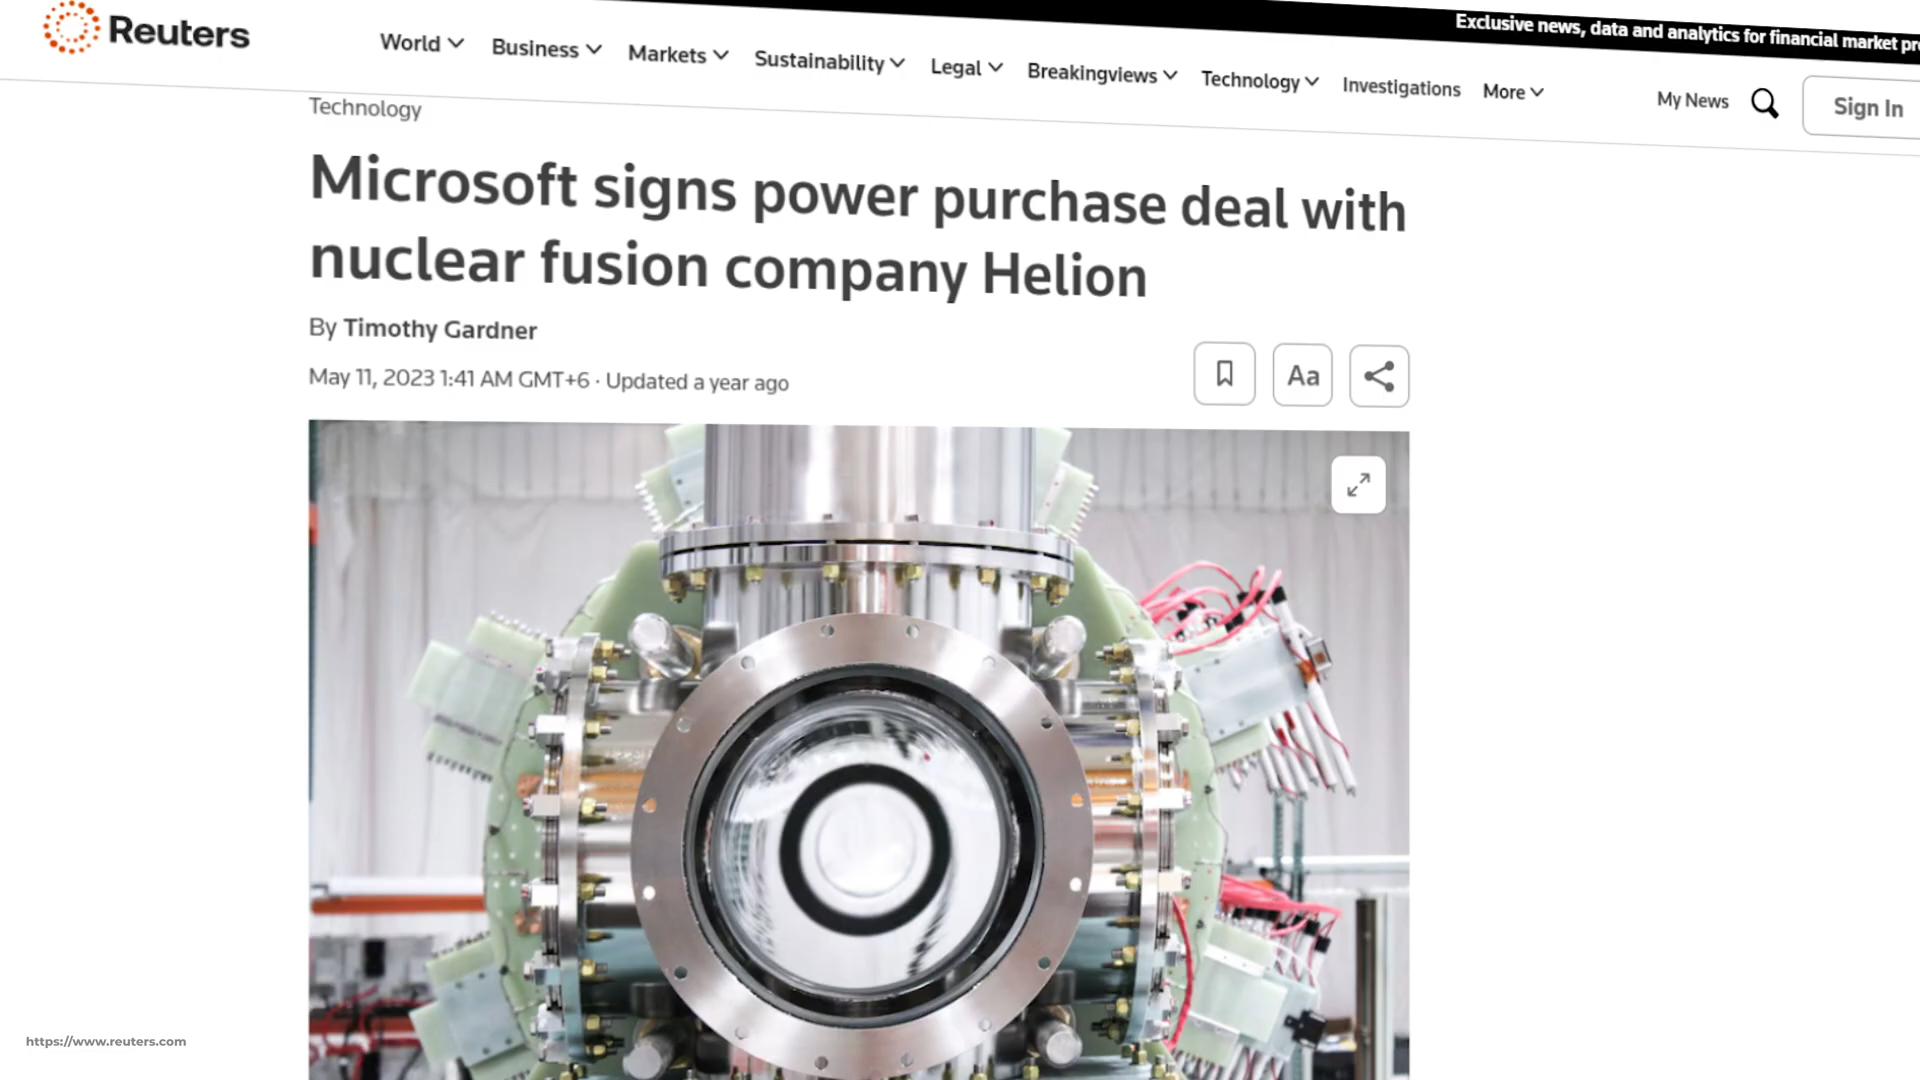 Exclusive news, data and analytics for financial market
Reuters
World Business Markets Sustainability Legal Breakingviews Technology Investigations More
My News
Sign In
Technology
Microsoft signs power purchase deal with
nuclear fusion company Helion
By Timothy Gardner
May 11, 2023 1:41 AM GMT+6 · Updated a year ago
Aa
https://www.reuters.com